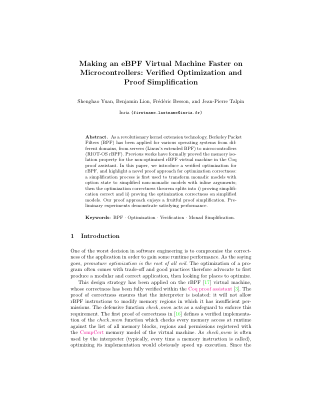 Making an eBPF Virtual Machine Faster on
Microcontrollers: Verified Optimization and
Proof Simplification
Shenghao Yuan, Benjamin Lion, Frédéric Besson, and Jean-Pierre Talpin
Inria {firstname.lastname@inria.fr}
Abstract. As a revolutionary kernel extension technology, Berkeley Packet
Filters (BPF) has been applied for various operating systems from dif-
ferent domains, from servers (Linux's extended BPF) to microcontrollers
(RIOT-OS rBPF). Previous works have formally proved the memory iso-
lation property for the non-optimized rBPF virtual machine in the Coq
proof assistant. In this paper, we introduce a verified optimization for
rBPF, and highlight a novel proof approach for optimization correctness:
a simplification process is first used to transform monadic models with
option state to simplified non-monadic models with inline arguments;
then the optimization correctness theorem splits into i) proving simplifi-
cation correct and ii) proving the optimization correctness on simplified
models. Our proof approach enjoys a fruitful proof simplification. Pre-
liminary experiments demonstrate satisfying performance.
Keywords: BPF · Optimization · Verification · Monad Simplification
1 Introduction
One of the worst decision in software engineering is to compromise the correct-
ness of the application in order to gain some runtime performance. As the saying
goes, premature optimization is the root of all evil. The optimization of a pro-
gram often comes with trade-off and good practice therefore advocate to first
produce a modular and correct application, then looking for places to optimize.
This design strategy has been applied on the rBPF [17] virtual machine,
whose correctness has been fully verified within the Coq proof assistant. The
proof of correctness ensures that the interpreter is isolated: it will not allow
rBPF instructions to modify memory regions in which it has insufficient per-
missions. The defensive function check_mem acts as a safeguard to enforce this
requirement. The first proof of correctness in defines a verified implementa-
tion of the check_mem function which checks every memory access at runtime
against the list of all memory blocks, regions and permissions registered with
the CompCert memory model of the virtual machine. As check_mem is often
used by the interpreter (typically, every time a memory instruction is called),
optimizing its implementation would obviously speed up execution. Since the